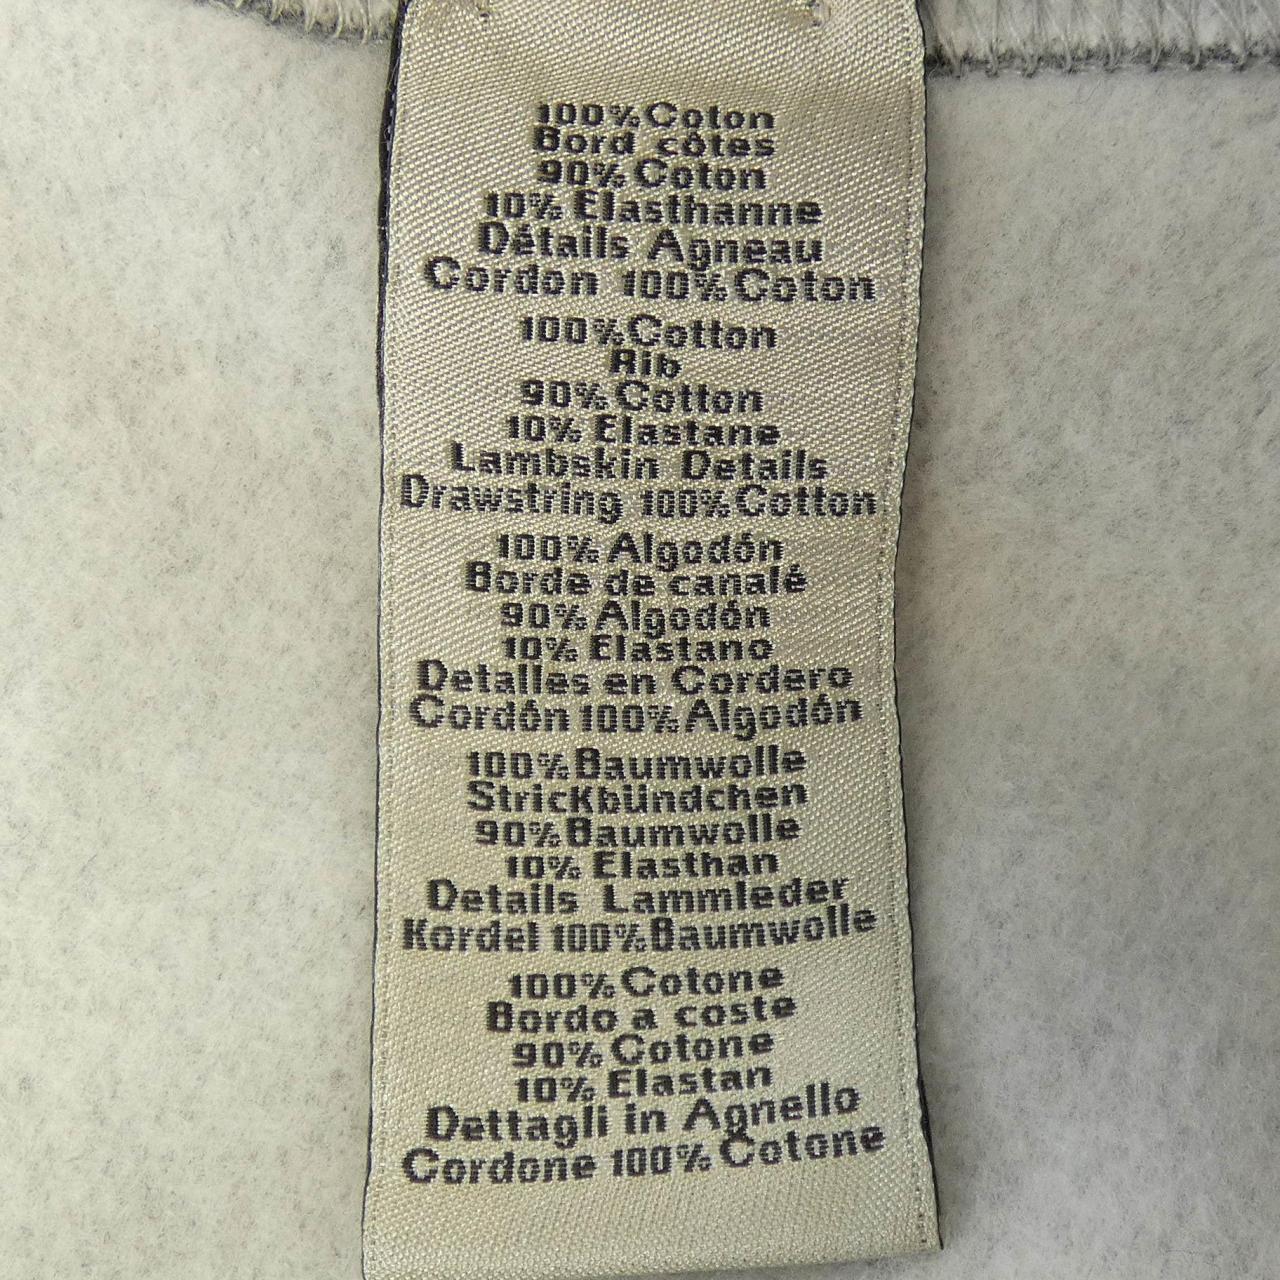 100% Coton
Bord côtes
90% Coton
10% Elasthanne
Détails Agneau
Cordon 100% Coton
100% Cotton
Rib
90% Cotton
10% Elastane
Lambskin Details
Drawstring 100% Cotton
100% Algodón
Borde de canalé
90% Algodón
10% Elastano
Detalles en Cordero
Cordón 100% Algodón
100% Baumwolle
Strickbündchen
90% Baumwolle
10% Elasthan
Details Lammleder
Kordel 100% Baumwolle
100% Cotone
Bordo a coste
90% Cotone
10% Elastan
Dettagli in Agnello
Cordone 100% Cotone